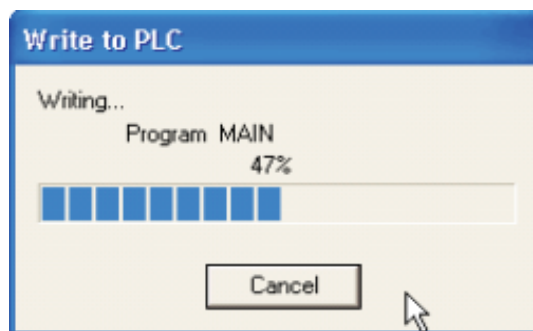 Write to PLC
Writing...
Program MAIN
47%
Cancel